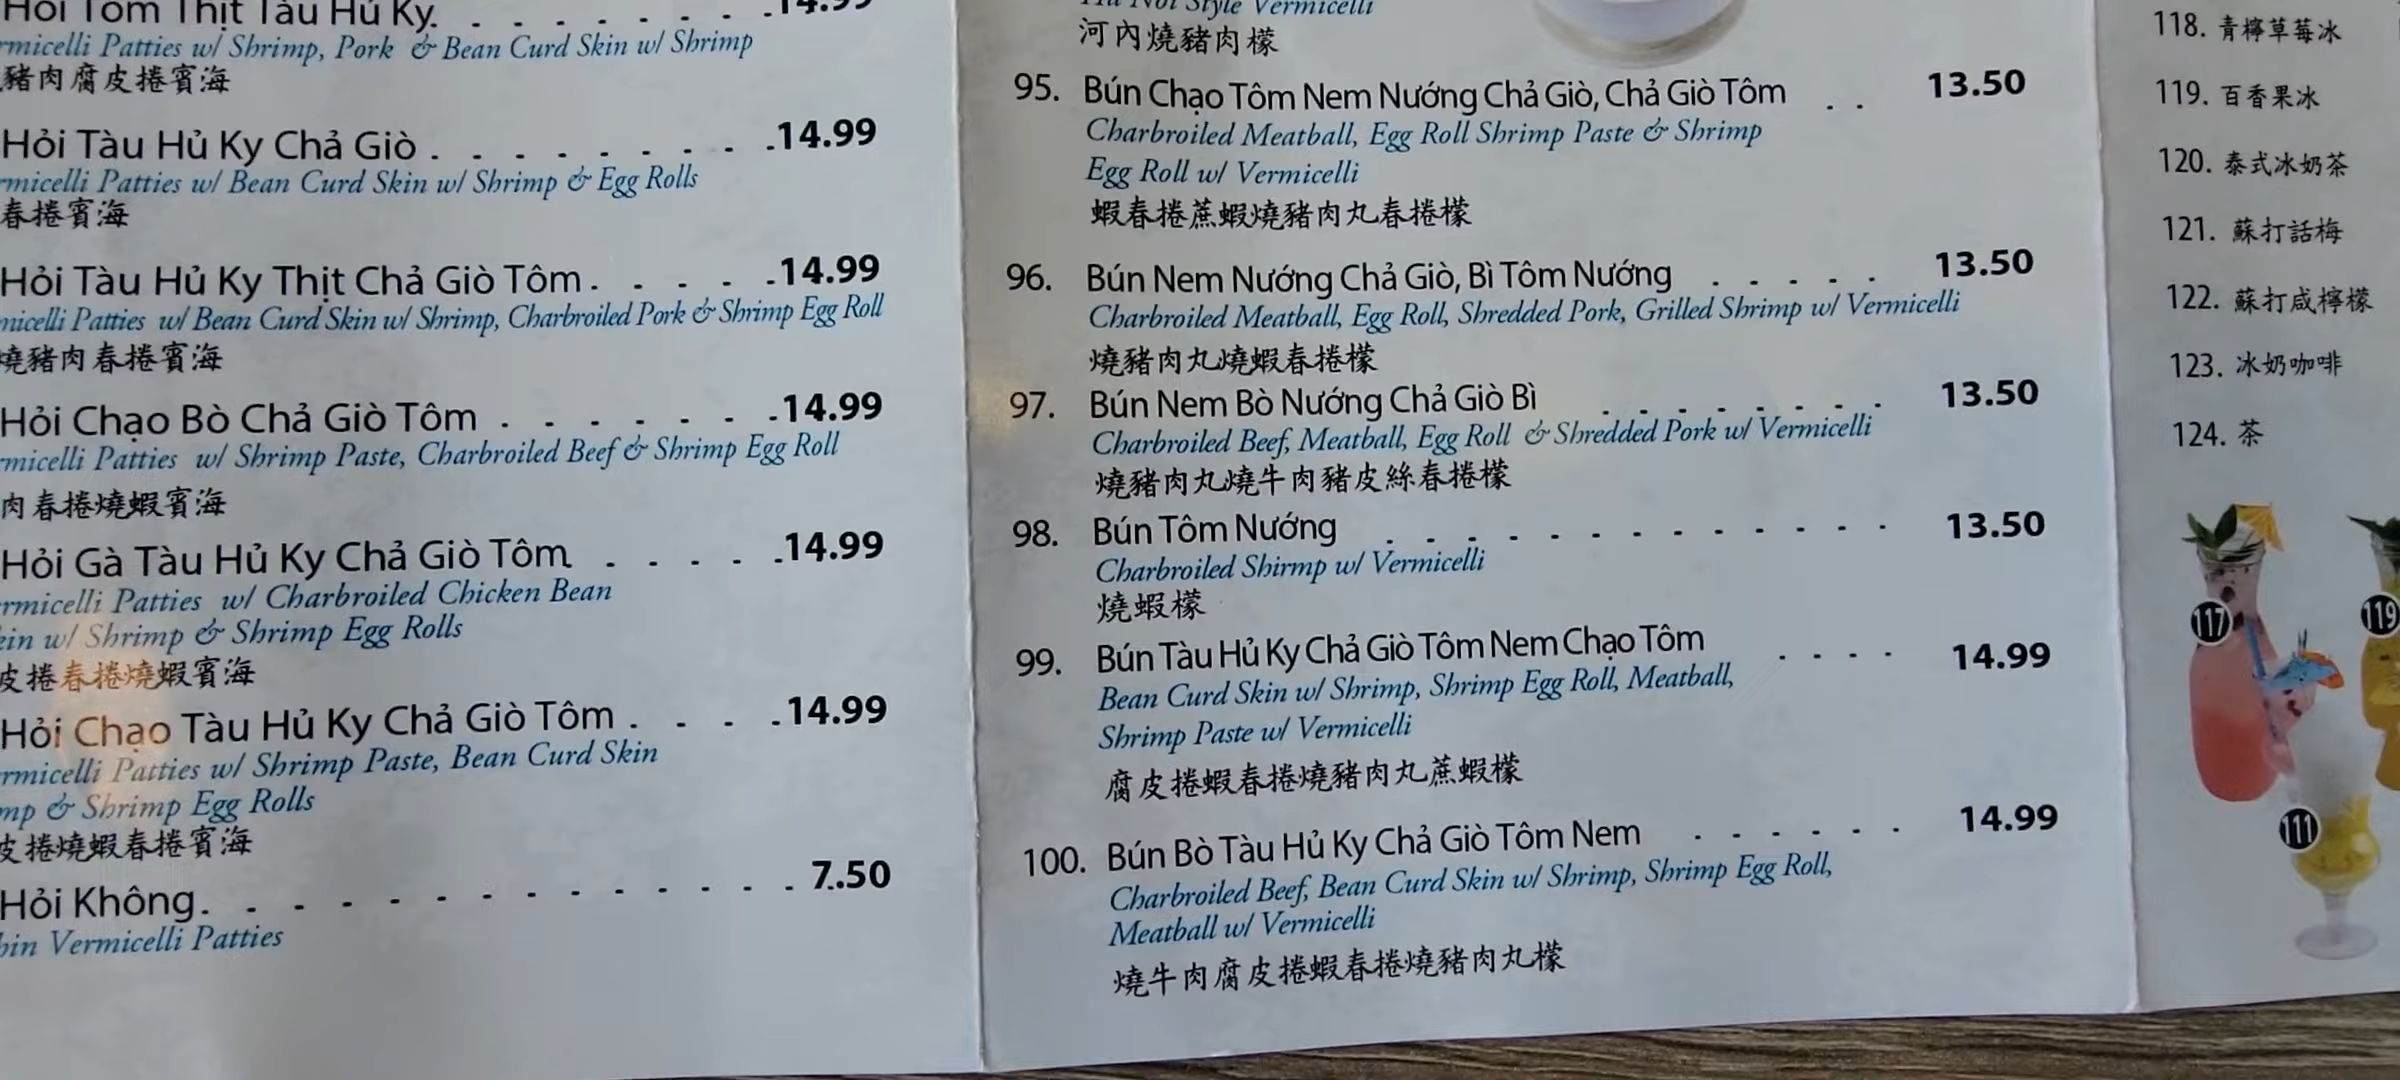 Hỏi Tôm Thịt Tàu Hủ Ky. . . . . . . . .14.99
Patties w/ Shrimp, Pork & Bean Curd Skin w/ Shrimp
豬肉腐皮捲賓海
Hỏi Tàu Hủ Ky Chả Giò . . . . . . . . .14.99
Patties w/ Bean Curd Skin w/ Shrimp & Egg Rolls
春捲賓海
Hỏi Tàu Hủ Ky Thịt Chả Giò Tôm . . . . .14.99
Patties w/ Bean Curd Skin w/ Shrimp, Charbroiled Pork & Shrimp Egg Roll
燒豬肉春捲賓海
Hỏi Chạo Bò Chả Giò Tôm . . . . . . .14.99
Patties w/ Shrimp Paste, Charbroiled Beef & Shrimp Egg Roll
肉春捲燒蝦賓海
Hỏi Gà Tàu Hủ Ky Chả Giò Tôm . . . . .14.99
Patties w/ Charbroiled Chicken Bean
w/ Shrimp & Shrimp Egg Rolls
皮捲春捲燒蝦賓海
Hỏi Chạo Tàu Hủ Ky Chả Giò Tôm . . . .14.99
Patties w/ Shrimp Paste, Bean Curd Skin
& Shrimp Egg Rolls
皮捲燒蝦春捲賓海
Hỏi Không. . . . . . . . . . . . . 7.50
Vermicelli Patties
Style Vermicelli
河內燒豬肉檬
95. Bún Chạo Tôm Nem Nướng Chả Giò, Chả Giò Tôm . . 13.50
Charbroiled Meatball, Egg Roll Shrimp Paste & Shrimp
Egg Roll w/ Vermicelli
蝦春捲蔗蝦燒豬肉丸春捲檬
96. Bún Nem Nướng Chả Giò, Bì Tôm Nướng . . . . . 13.50
Charbroiled Meatball, Egg Roll, Shredded Pork, Grilled Shrimp w/ Vermicelli
燒豬肉丸燒蝦春捲檬
97. Bún Nem Bò Nướng Chả Giò Bì . . . . . . . . 13.50
Charbroiled Beef, Meatball, Egg Roll & Shredded Pork w/ Vermicelli
燒豬肉丸燒牛肉豬皮絲春捲檬
98. Bún Tôm Nướng . . . . . . . . . . . . . 13.50
Charbroiled Shirmp w/ Vermicelli
燒蝦檬
99. Bún Tàu Hủ Ky Chả Giò Tôm Nem Chạo Tôm . . . . 14.99
Bean Curd Skin w/ Shrimp, Shrimp Egg Roll, Meatball,
Shrimp Paste w/ Vermicelli
腐皮捲蝦春捲燒豬肉丸蔗蝦檬
100. Bún Bò Tàu Hủ Ky Chả Giò Tôm Nem . . . . . . 14.99
Charbroiled Beef, Bean Curd Skin w/ Shrimp, Shrimp Egg Roll,
Meatball w/ Vermicelli
燒牛肉腐皮捲蝦春捲燒豬肉丸檬
118. 青檸草莓冰
119. 百香果冰
120. 泰式冰奶茶
121. 蘇打話梅
122. 蘇打咸檸檬
123. 冰奶咖啡
124. 茶
117
119
111